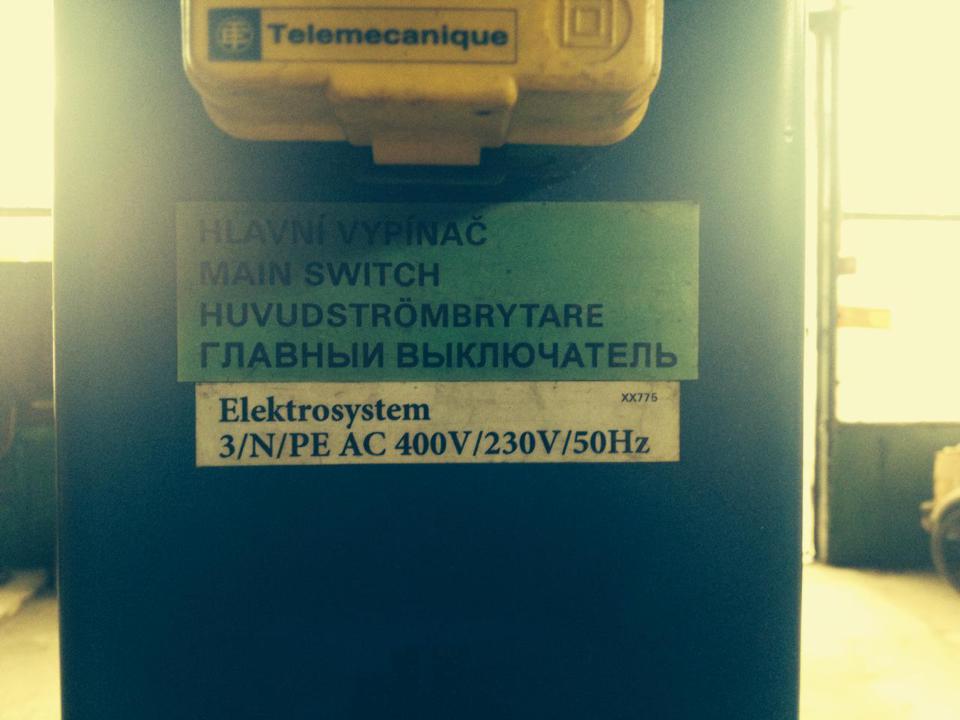 Telemecanique
HLAVNÍ VYPÍNAČ
MAIN SWITCH
HUVUDSTRÖMBRYTARE
ГЛАВНЫИ ВЫКЛЮЧАТЕЛЬ
XX775
Elektrosystem
3/N/PE AC 400V/230V/50Hz